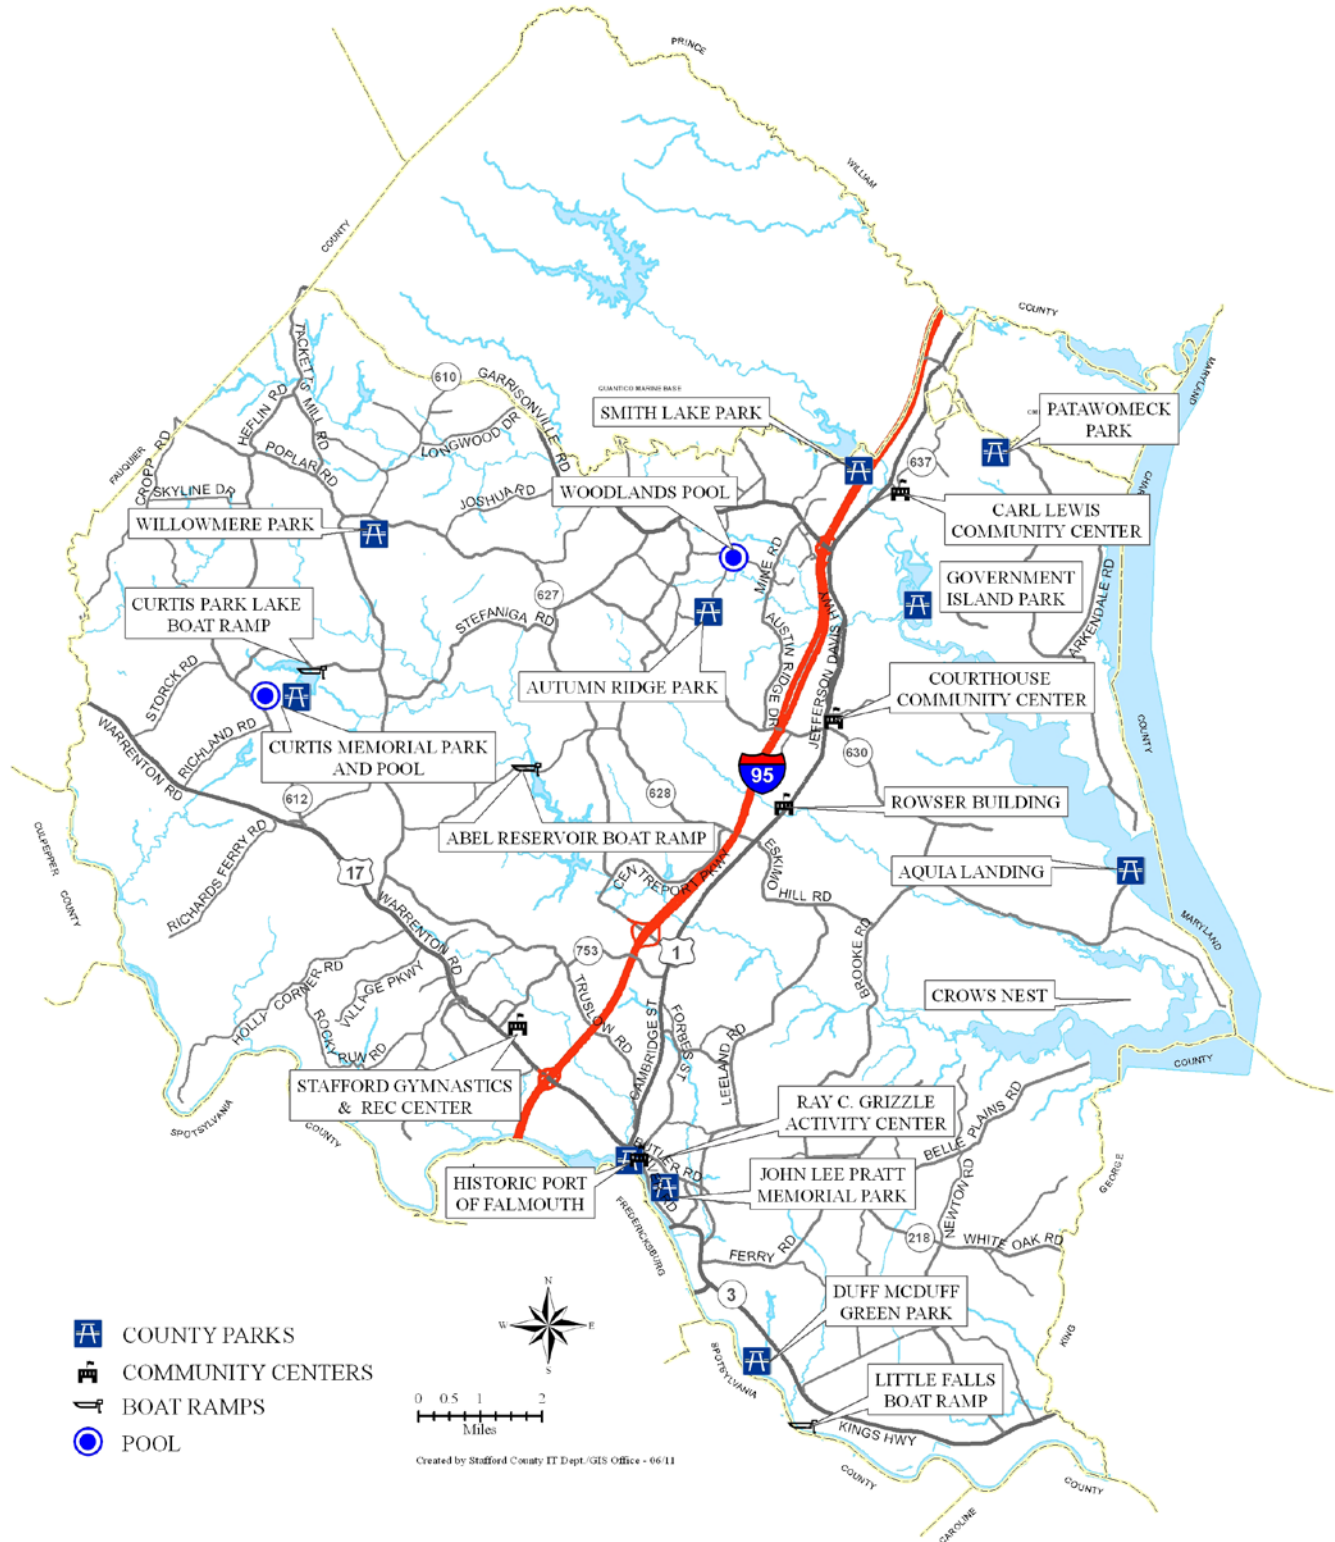 PRINCE
WILLIAM
COUNTY
COUNTY
MARYLAND
QUANTICO MARINE BASE
SMITH LAKE PARK
PATAWOMECK
PARK
610
GARRISONVILLE RD
TACKETTS MILL RD
HEFLIN RD
LONGWOOD DR
POPLAR RD
CROPP RD
FAUQUIER
SKYLINE DR
JOSHUA RD
WOODLANDS POOL
637
WILLOWMERE PARK
CARL LEWIS
COMMUNITY CENTER
MINE RD
GOVERNMENT
ISLAND PARK
ARKENDALE RD
CURTIS PARK LAKE
BOAT RAMP
627
STEFANIGA RD
AUSTIN RIDGE DR
JEFFERSON DAVIS HWY
STORCK RD
AUTUMN RIDGE PARK
COURTHOUSE
COMMUNITY CENTER
COUNTY
WARRENTON RD
RICHLAND RD
CURTIS MEMORIAL PARK
AND POOL
630
95
612
628
ROWSER BUILDING
RICHARDS FERRY RD
ABEL RESERVOIR BOAT RAMP
CULPEPPER
COUNTY
17
CENTREPORT PKWY
ESKIMO
HILL RD
AQUIA LANDING
WARRENTON RD
BROOKE RD
MARYLAND
753
1
HOLLY CORNER RD
VILLAGE PKWY
TRUSLOW RD
CROWS NEST
ROCKY RUN RD
CAMBRIDGE ST
FORBES ST
LEELAND RD
COUNTY
STAFFORD GYMNASTICS
& REC CENTER
SPOTSYLVANIA
COUNTY
RAY C. GRIZZLE
ACTIVITY CENTER
BELLE PLAINS RD
BUTLER RD
HISTORIC PORT
OF FALMOUTH
JOHN LEE PRATT
MEMORIAL PARK
NEWTON RD
GEORGE
FREDERICKSBURG
218
WHITE OAK RD
FERRY RD
3
DUFF MCDUFF
GREEN PARK
KING
SPOTSYLVANIA
LITTLE FALLS
BOAT RAMP
KINGS HWY
COUNTY
COUNTY
CAROLINE
COUNTY PARKS
COMMUNITY CENTERS
BOAT RAMPS
POOL
N
W E
S
0 0.5 1 2
Miles
Created by Stafford County IT Dept./GIS Office - 06/11